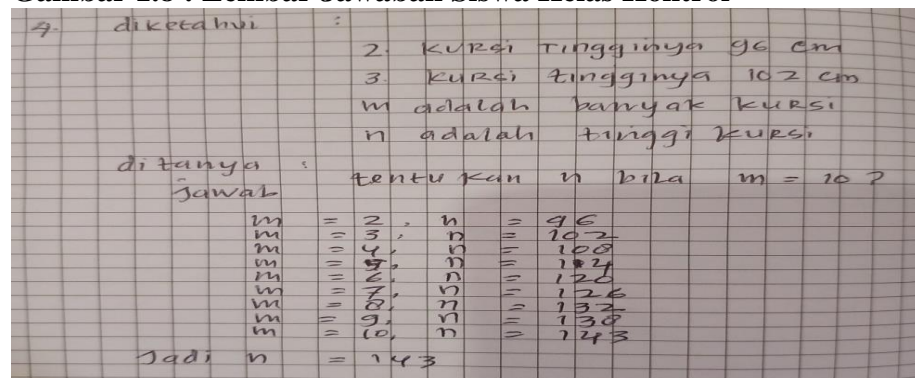 Gambar 4.8 : Lembar Jawaban Siswa Kelas Kontrol
4. diketahui :
2. kursi Tingginya 96 cm
3. kursi tingginya 102 cm
m adalah banyak kursi
n adalah tinggi kursi
ditanya :
tentukan n bila m = 10 ?
Jawab
m = 2, n = 96
m = 3, n = 102
m = 4, n = 108
m = 5, n = 114
m = 6, n = 120
m = 7, n = 126
m = 8, n = 132
m = 9, n = 138
m = 10, n = 143
Jadi n = 143